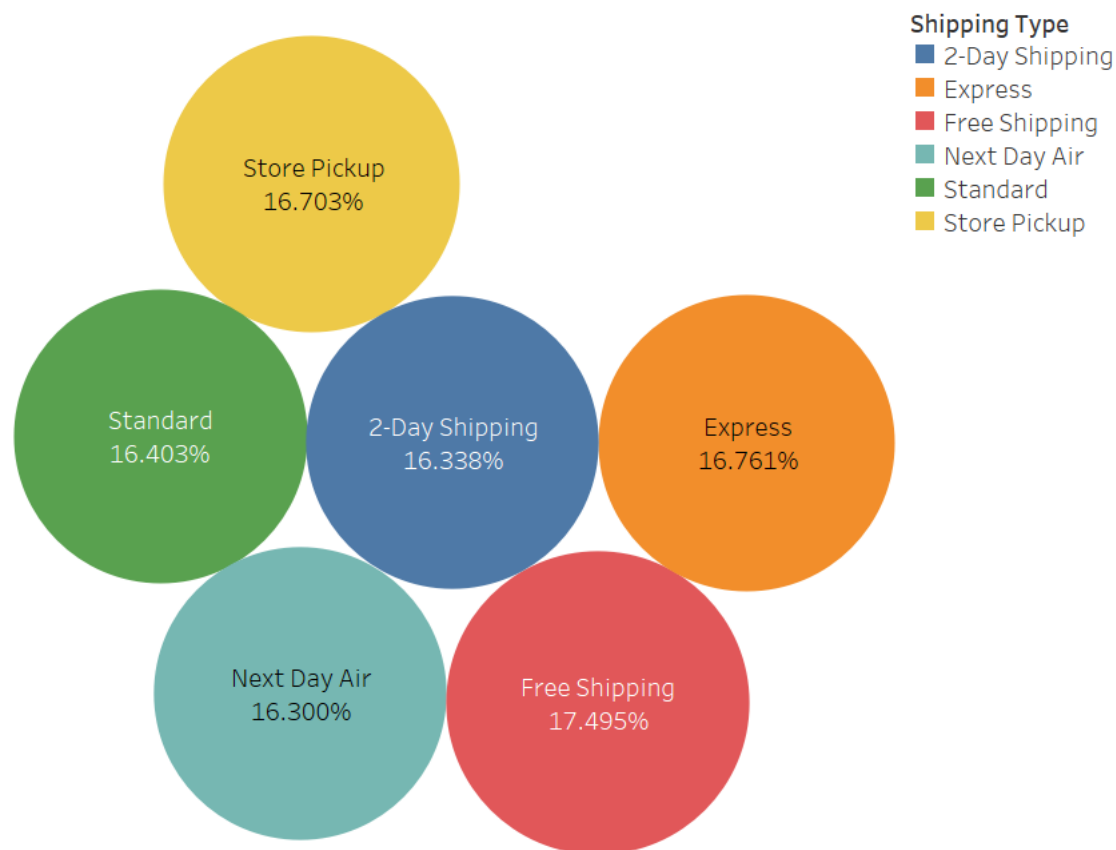 Shipping Type
2-Day Shipping
Express
Free Shipping
Next Day Air
Standard
Store Pickup
Store Pickup
16.703%
Standard
16.403%
2-Day Shipping
16.338%
Express
16.761%
Next Day Air
16.300%
Free Shipping
17.495%